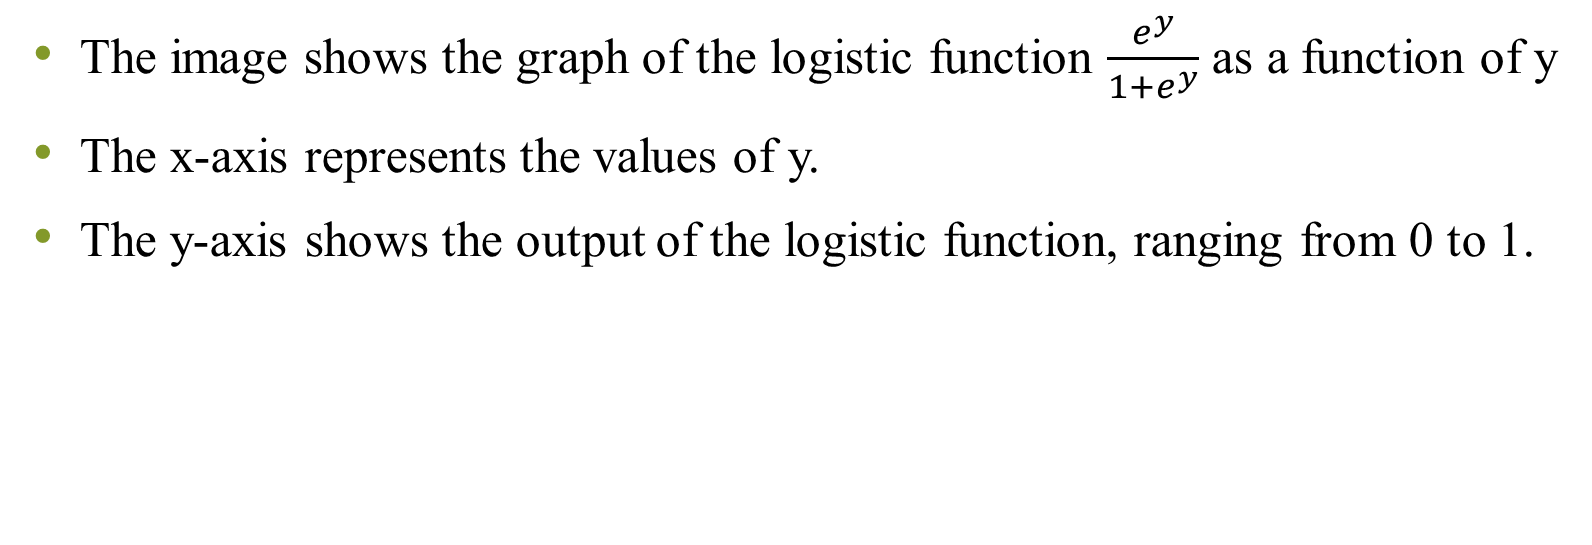 • The image shows the graph of the logistic function \frac{e^y}{1+e^y} as a function of y
• The x-axis represents the values of y.
• The y-axis shows the output of the logistic function, ranging from 0 to 1.